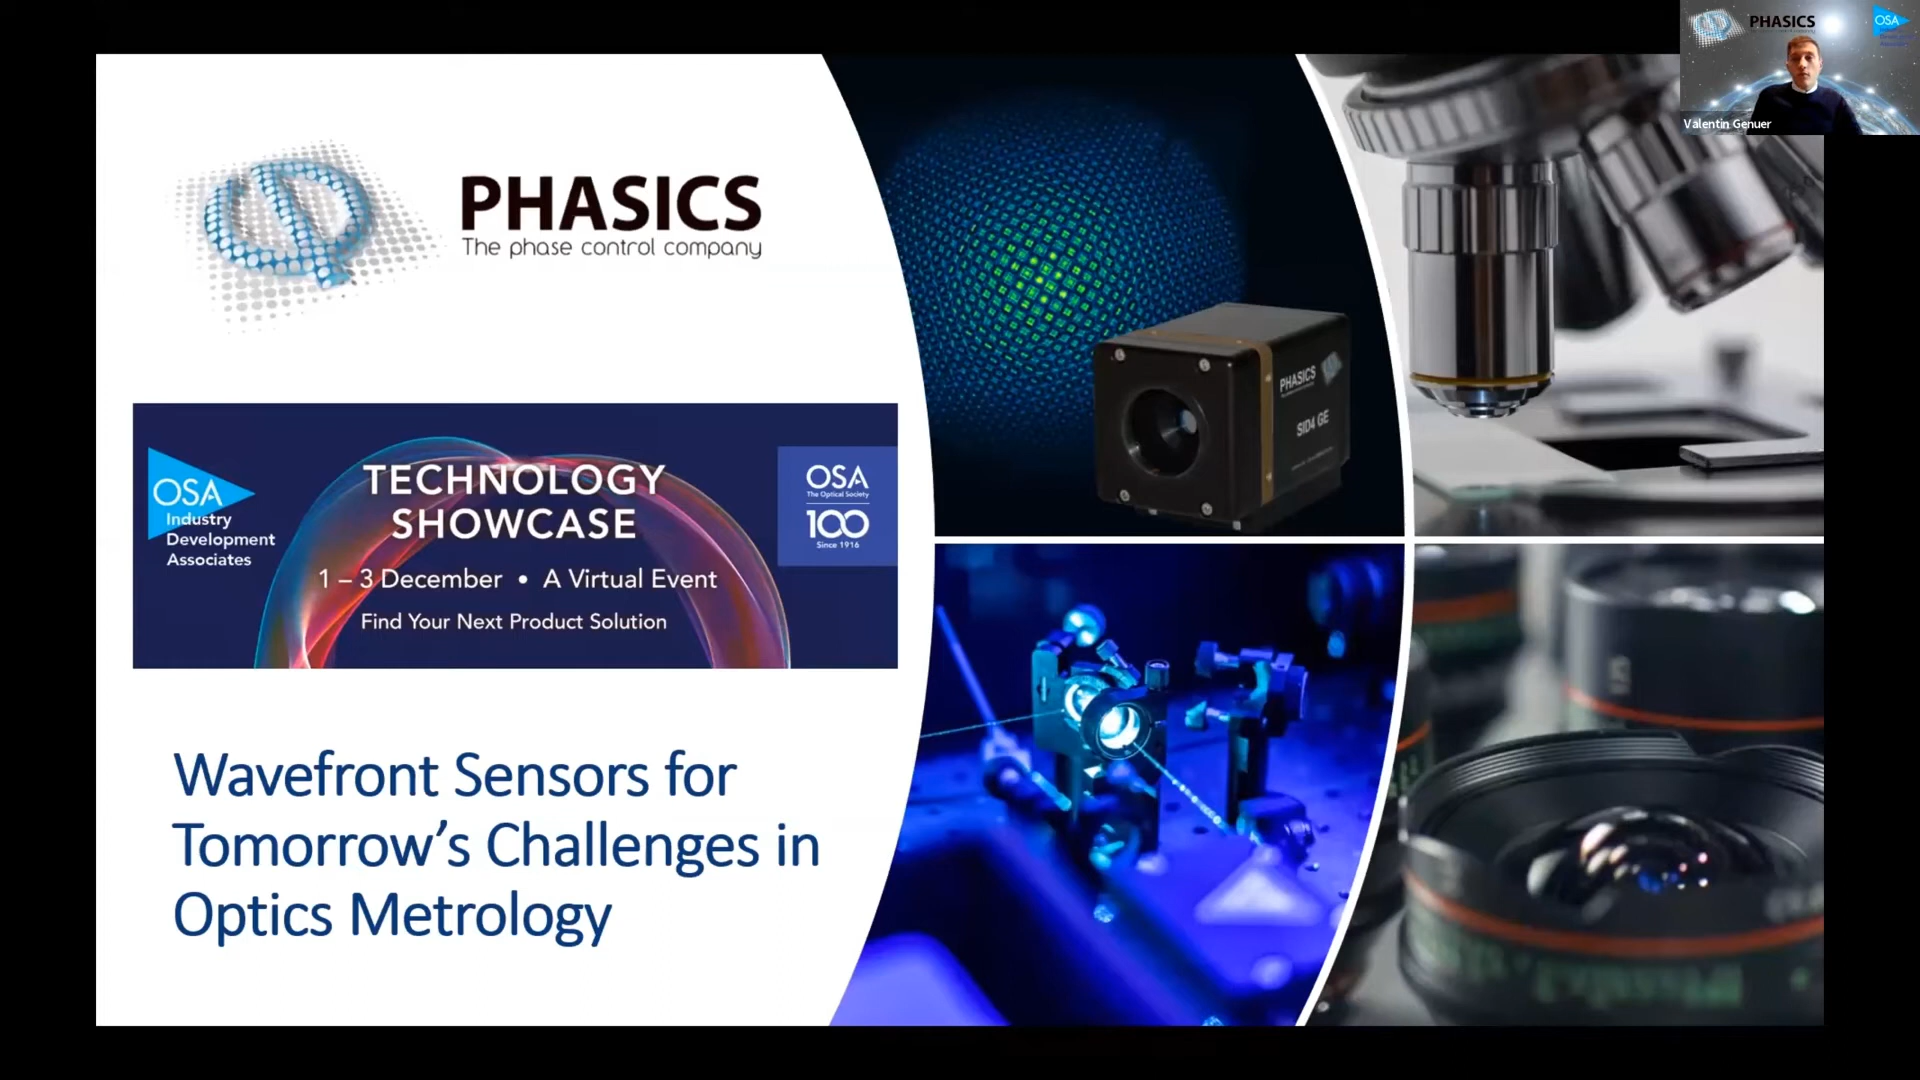 PHASICS
The phase control company
OSA
Industry
Development
Associates
TECHNOLOGY
SHOWCASE
1 – 3 December • A Virtual Event
Find Your Next Product Solution
OSA
The Optical Society
100
Since 1916
Wavefront Sensors for
Tomorrow's Challenges in
Optics Metrology
PHASICS
SID4 GE
PHASICS
OSA
Valentin Genuer